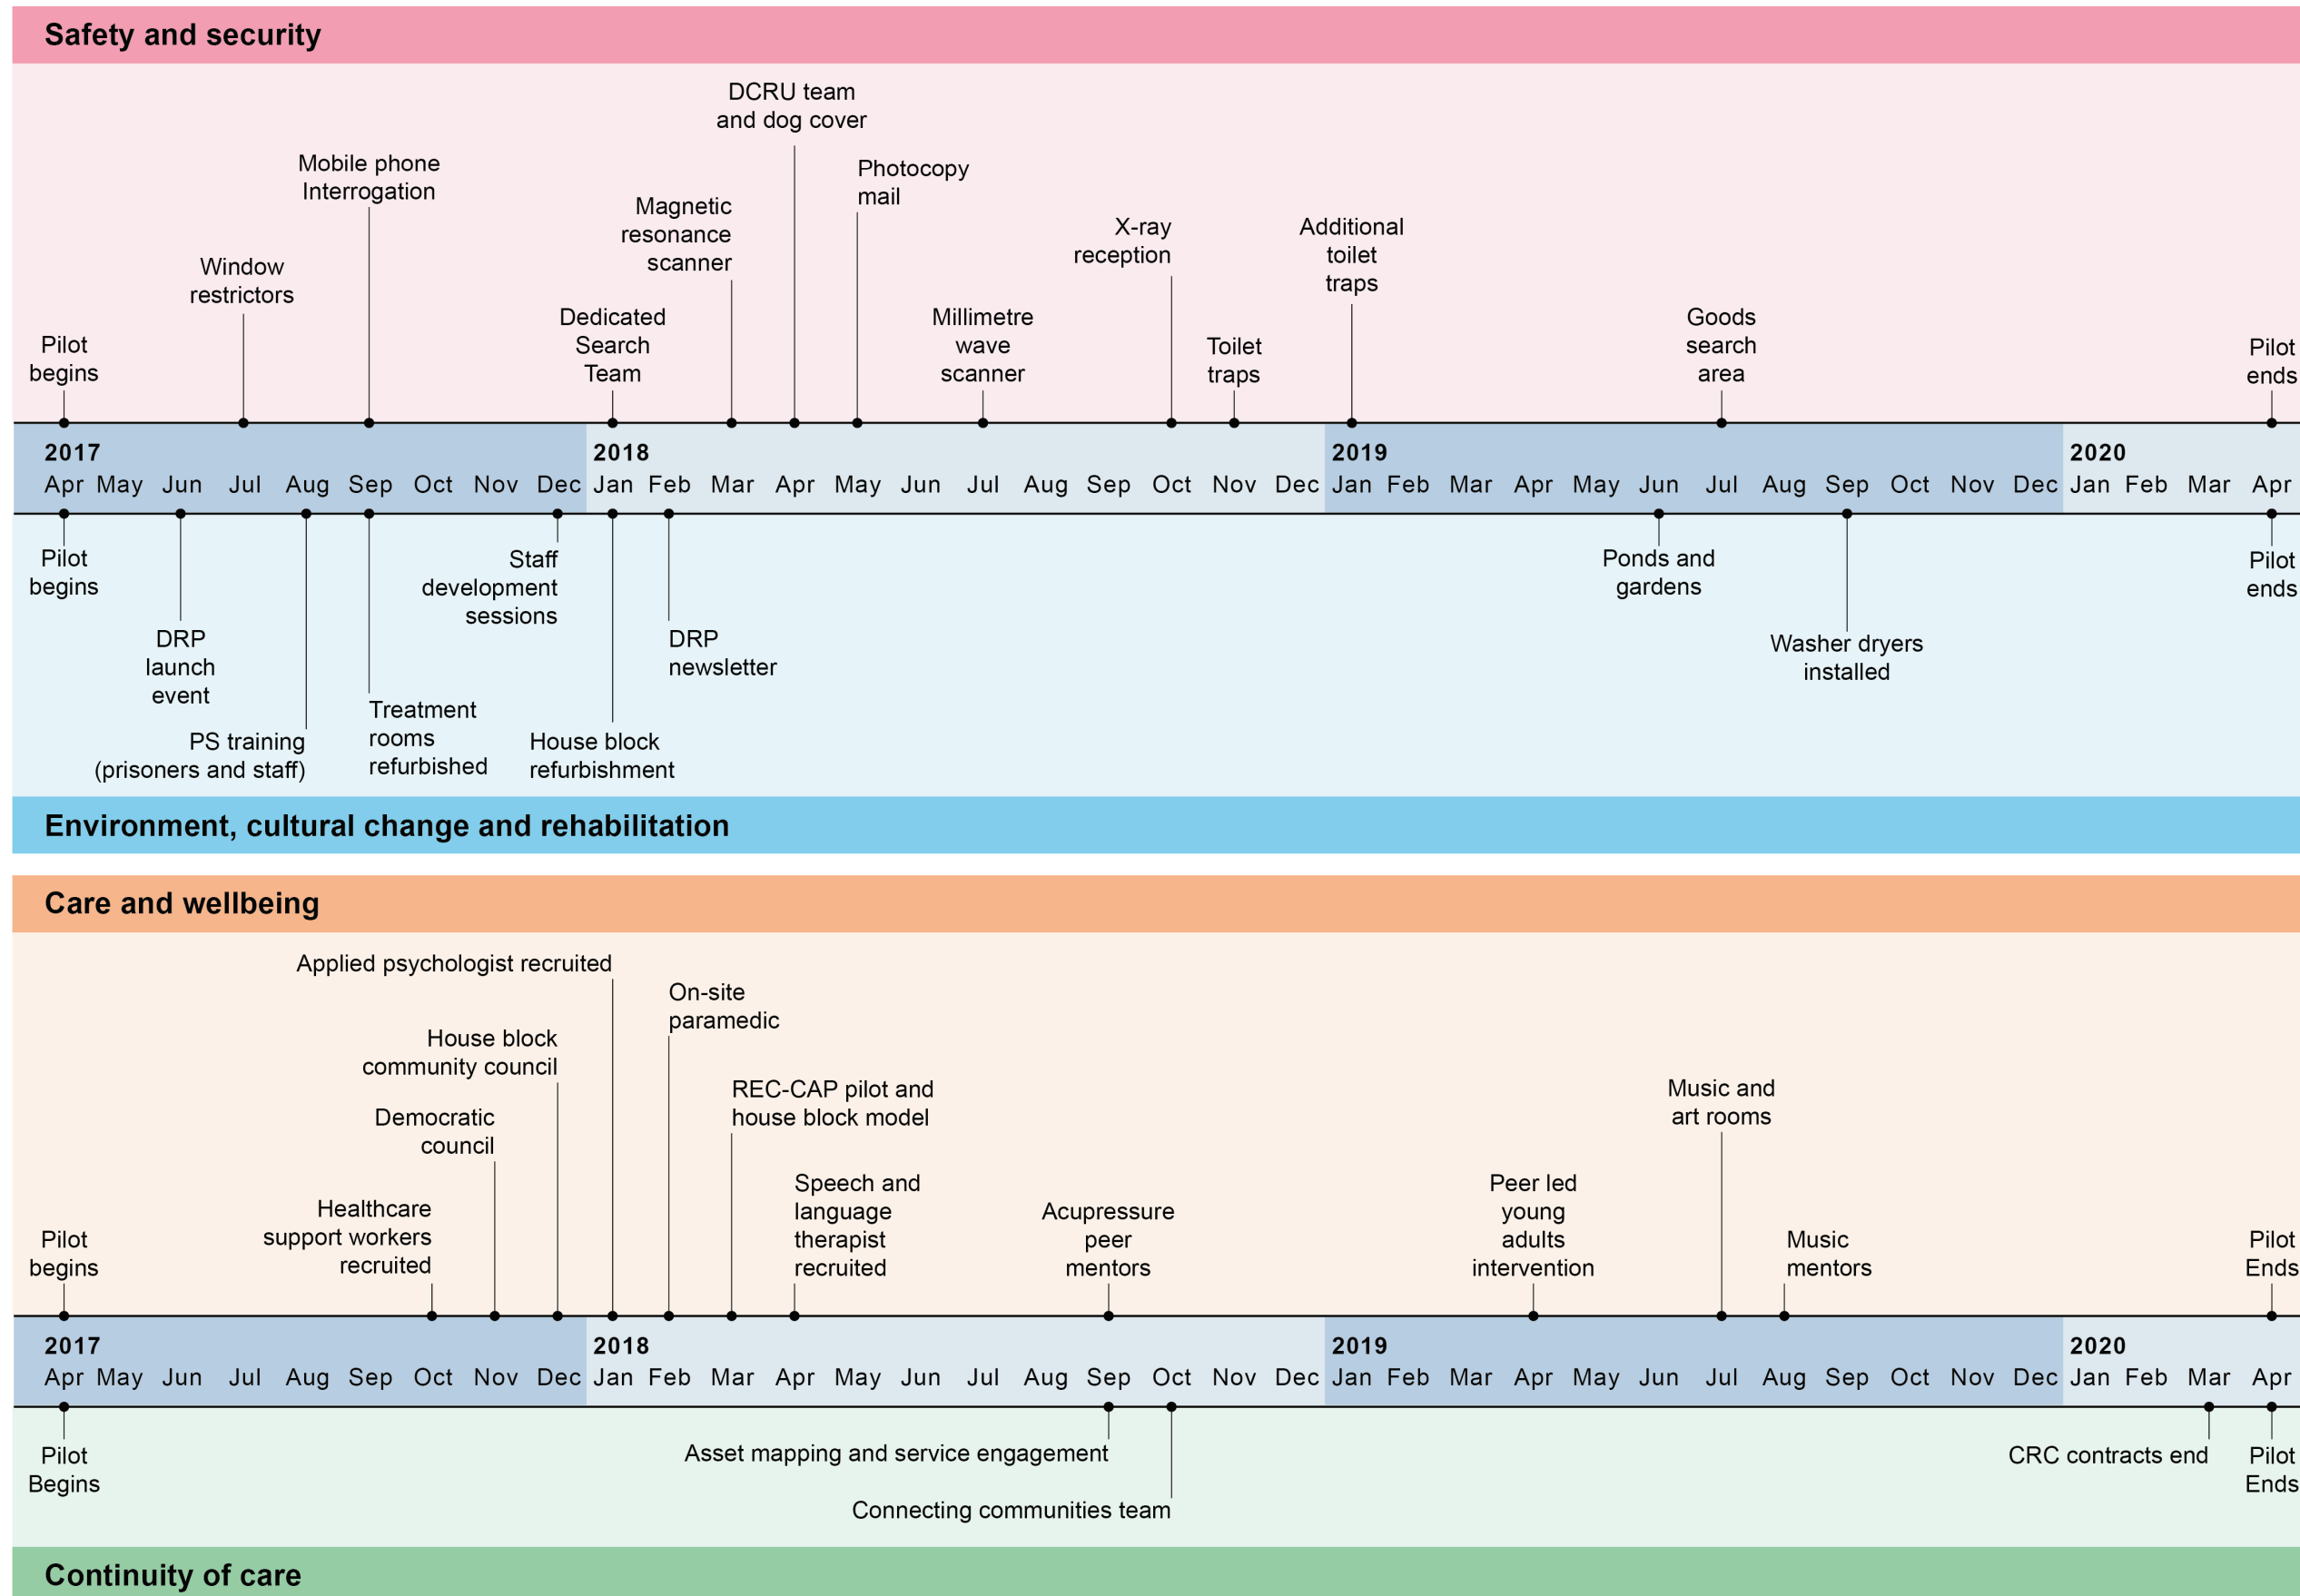 Safety and security
DCRU team
and dog cover
Mobile phone
Interrogation
Photocopy
mail
Magnetic
resonance
scanner
X-ray
reception
Additional
toilet
traps
Window
restrictors
Dedicated
Search
Team
Millimetre
wave
scanner
Goods
search
area
Pilot
begins
Toilet
traps
Pilot
ends
2017 2018 2019 2020
Apr May Jun Jul Aug Sep Oct Nov Dec Jan Feb Mar Apr May Jun Jul Aug Sep Oct Nov Dec Jan Feb Mar Apr May Jun Jul Aug Sep Oct Nov Dec Jan Feb Mar Apr
Pilot
begins
Staff
development
sessions
Ponds and
gardens
Pilot
ends
DRP
launch
event
DRP
newsletter
Washer dryers
installed
Treatment
rooms
refurbished
PS training
(prisoners and staff)
House block
refurbishment
Environment, cultural change and rehabilitation
Care and wellbeing
Applied psychologist recruited
On-site
paramedic
House block
community council
REC-CAP pilot and
house block model
Music and
art rooms
Democratic
council
Speech and
language
therapist
recruited
Peer led
young
adults
intervention
Healthcare
support workers
recruited
Acupressure
peer
mentors
Pilot
begins
Music
mentors
Pilot
Ends
2017 2018 2019 2020
Apr May Jun Jul Aug Sep Oct Nov Dec Jan Feb Mar Apr May Jun Jul Aug Sep Oct Nov Dec Jan Feb Mar Apr May Jun Jul Aug Sep Oct Nov Dec Jan Feb Mar Apr
Pilot
Begins
Asset mapping and service engagement
CRC contracts end
Pilot
Ends
Connecting communities team
Continuity of care